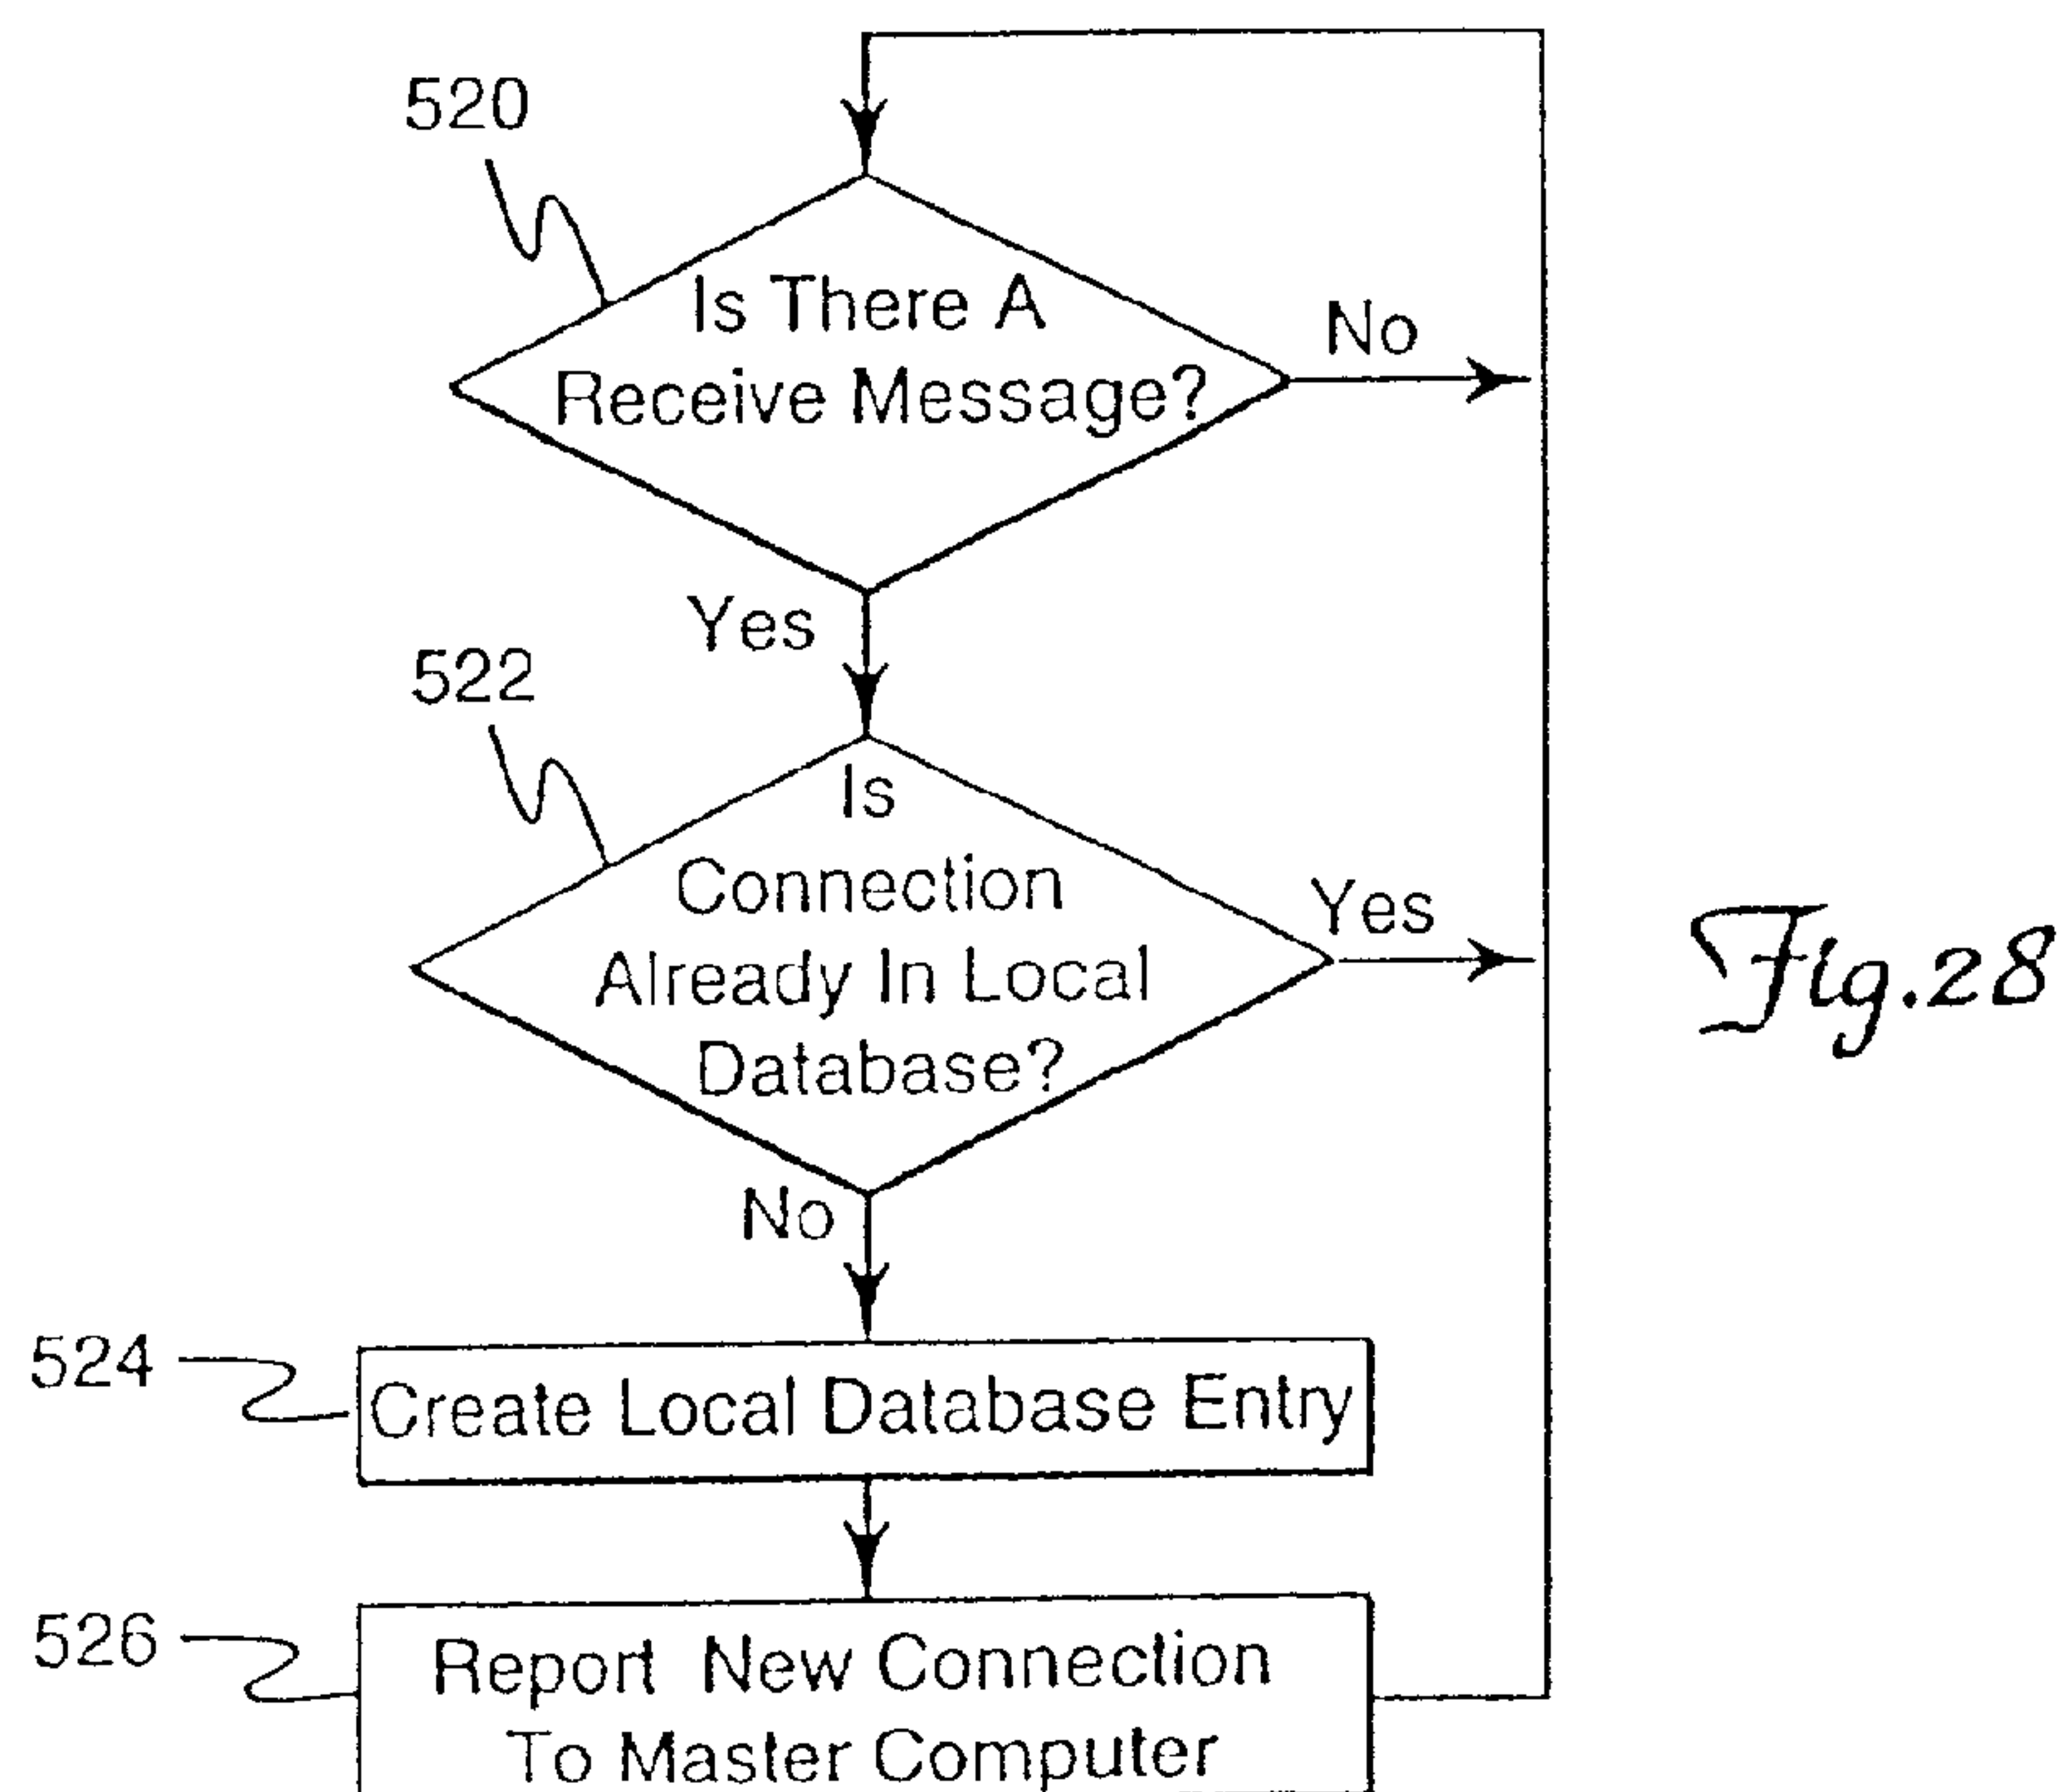 520
Is There A
Receive Message?
No
Yes
522
Is
Connection
Already In Local
Database?
Yes
No
Fig.28
524
Create Local Database Entry
526
Report New Connection
To Master Computer